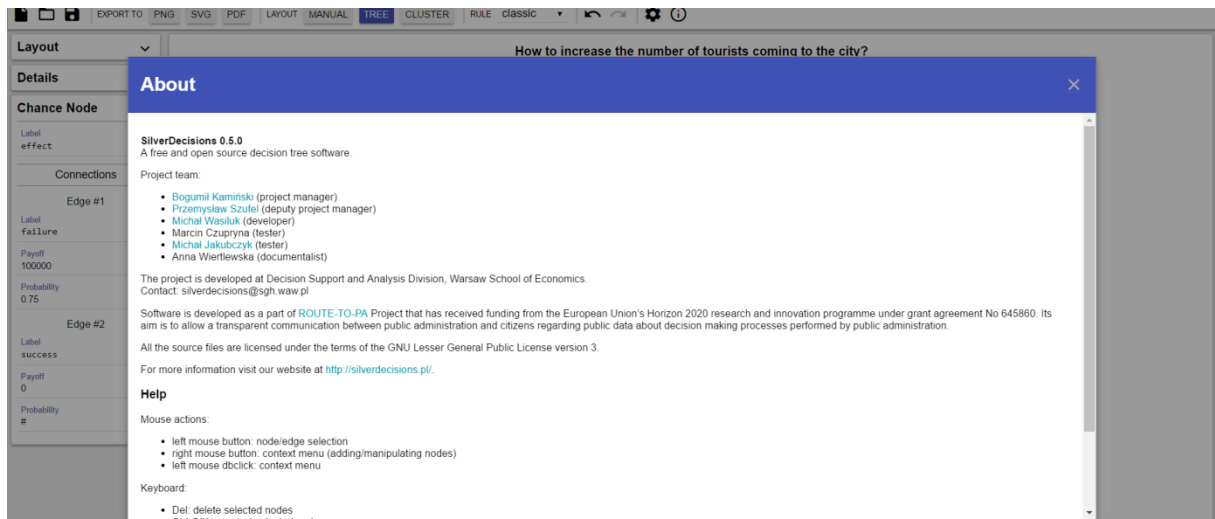 EXPORT TO PNG SVG PDF LAYOUT MANUAL TREE CLUSTER RULE classic
Layout
How to increase the number of tourists coming to the city?
Details
Chance Node
Label
effect
Connections
Edge #1
Label
failure
Payoff
100000
Probability
0.75
Edge #2
Label
success
Payoff
0
Probability
#
About
×
SilverDecisions 0.5.0
A free and open source decision tree software.
Project team:
• Bogumił Kamiński (project manager)
• Przemysław Szufel (deputy project manager)
• Michał Wasiluk (developer)
• Marcin Czupryna (tester)
• Michał Jakubczyk (tester)
• Anna Wiertlewska (documentalist)
The project is developed at Decision Support and Analysis Division, Warsaw School of Economics.
Contact: silverdecisions@sgh.waw.pl
Software is developed as a part of ROUTE-TO-PA Project that has received funding from the European Union's Horizon 2020 research and innovation programme under grant agreement No 645860. Its
aim is to allow a transparent communication between public administration and citizens regarding public data about decision making processes performed by public administration.
All the source files are licensed under the terms of the GNU Lesser General Public License version 3.
For more information visit our website at http://silverdecisions.pl/.
Help
Mouse actions:
• left mouse button: node/edge selection
• right mouse button: context menu (adding/manipulating nodes)
• left mouse dbclick: context menu
Keyboard:
• Del: delete selected nodes